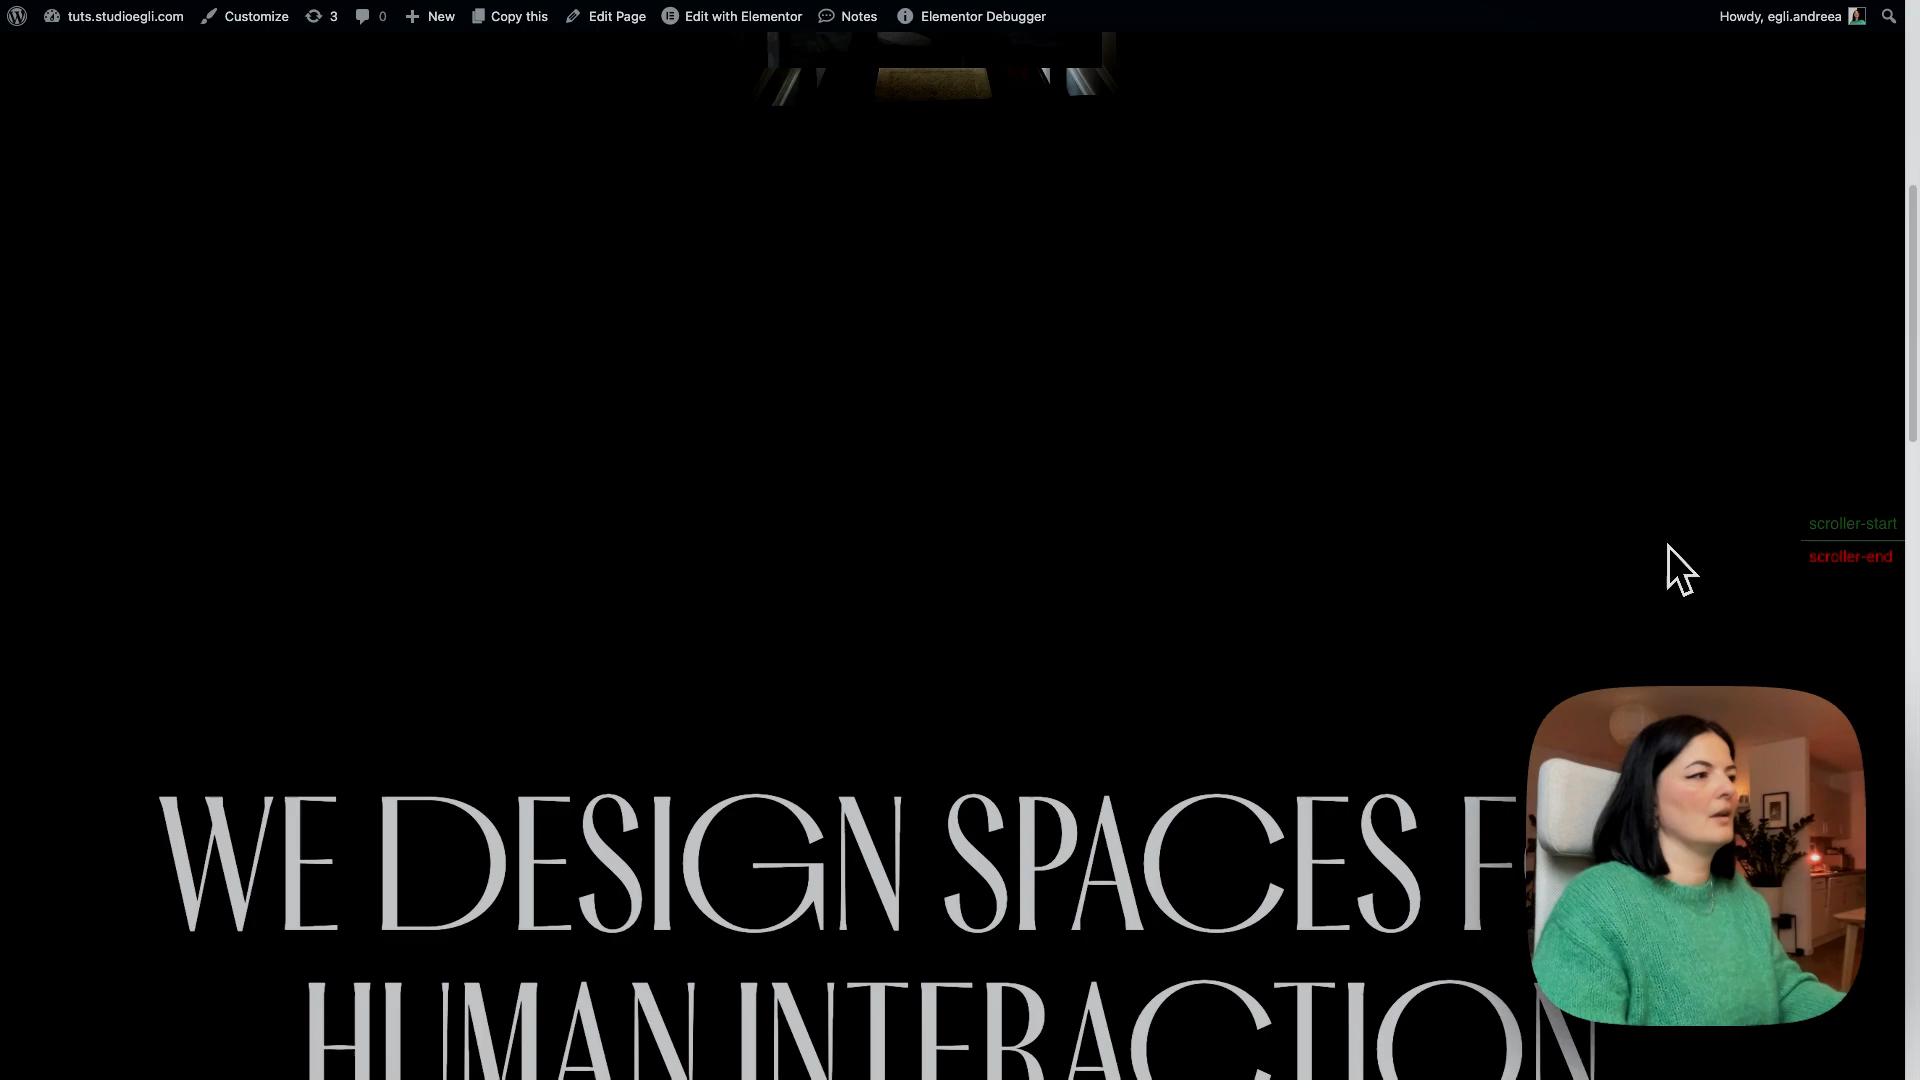 tuts.studioegli.com Customize 3 0 New Copy this Edit Page Edit with Elementor Notes Elementor Debugger Howdy, egli.andreea
scroller-start
scroller-end
WE DESIGN SPACES F
HUMAN INTERACTION